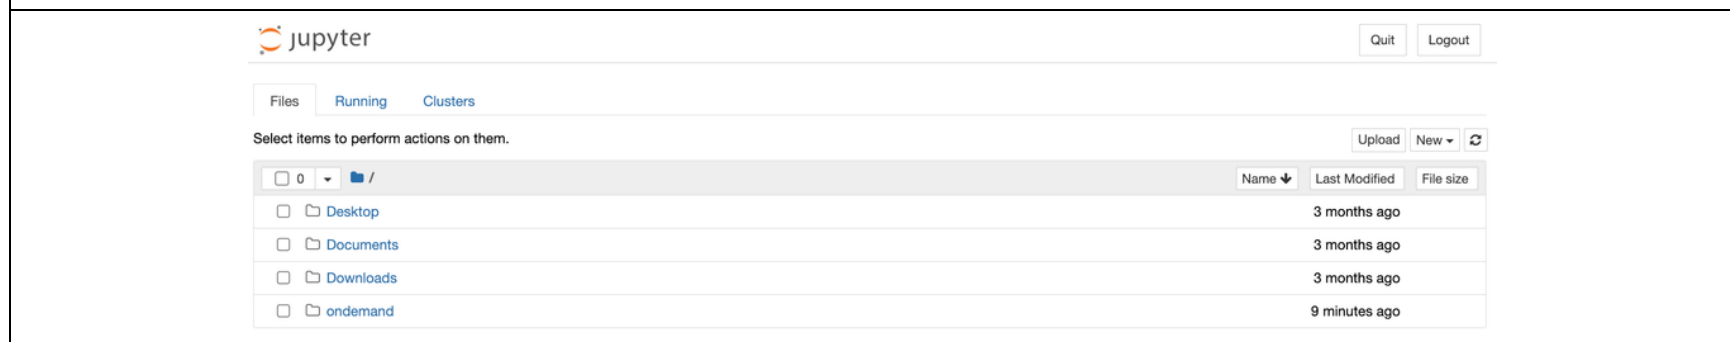 jupyter Quit Logout
Files Running Clusters
Select items to perform actions on them. Upload New
0 / Name Last Modified File size
Desktop 3 months ago
Documents 3 months ago
Downloads 3 months ago
ondemand 9 minutes ago